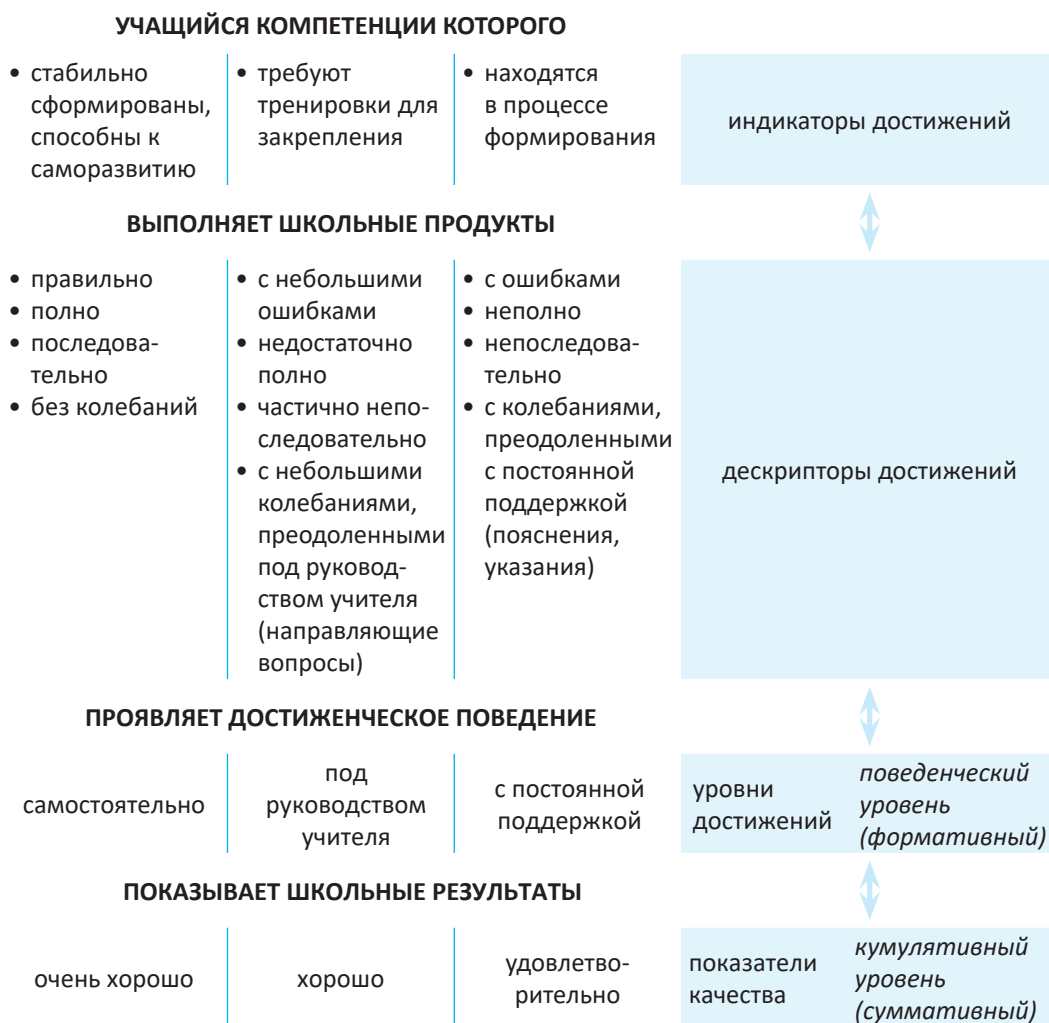 УЧАЩИЙСЯ КОМПЕТЕНЦИИ КОТОРОГО
• стабильно
сформированы,
способны к
саморазвитию
• требуют
тренировки для
закрепления
• находятся
в процессе
формирования
индикаторы достижений
ВЫПОЛНЯЕТ ШКОЛЬНЫЕ ПРОДУКТЫ
• правильно
• полно
• последова-
тельно
• без колебаний
• с небольшими
ошибками
• недостаточно
полно
• частично непо-
следовательно
• с небольшими
колебаниями,
преодоленными
под руковод-
ством учителя
(направляющие
вопросы)
• с ошибками
• неполно
• непоследова-
тельно
• с колебаниями,
преодоленными
с постоянной
поддержкой
(пояснения,
указания)
дескрипторы достижений
ПРОЯВЛЯЕТ ДОСТИЖЕНЧЕСКОЕ ПОВЕДЕНИЕ
самостоятельно
под
руководством
учителя
с постоянной
поддержкой
уровни
достижений
поведенческий
уровень
(формативный)
ПОКАЗЫВАЕТ ШКОЛЬНЫЕ РЕЗУЛЬТАТЫ
очень хорошо
хорошо
удовлетво-
рительно
показатели
качества
кумулятивный
уровень
(суммативный)